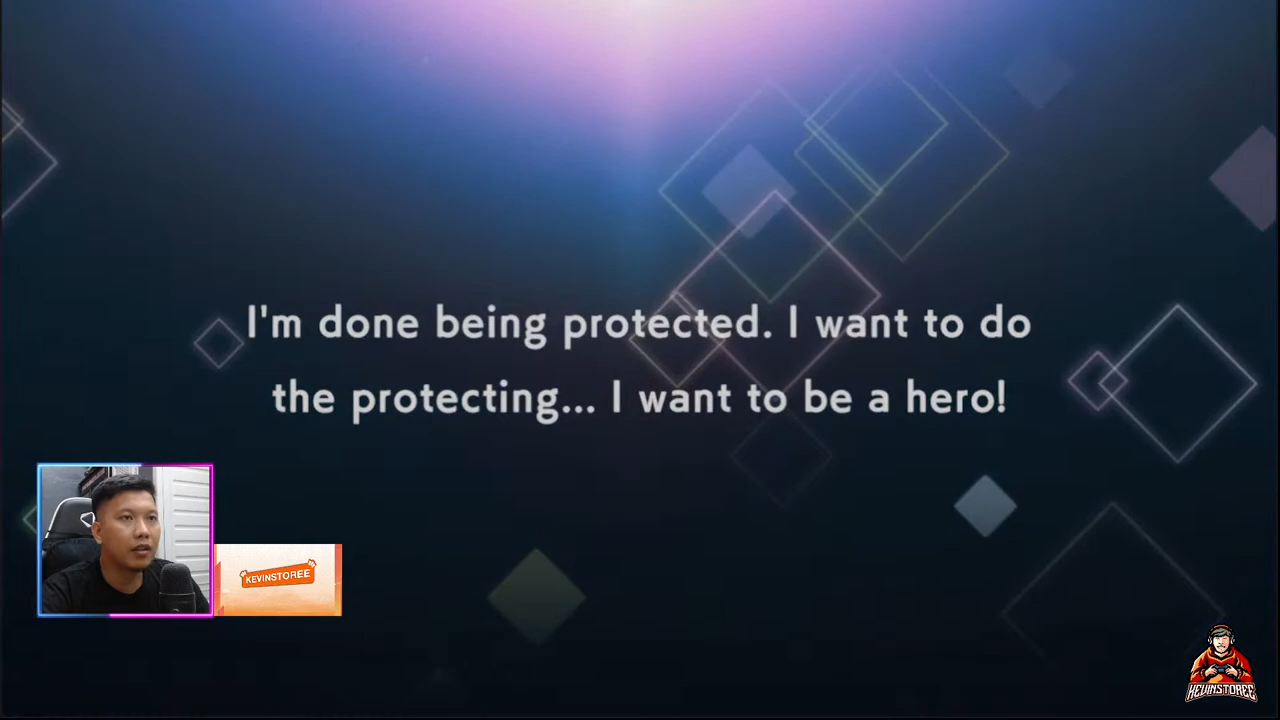 I'm done being protected. I want to do
the protecting... I want to be a hero!
KEVINSTOREE
KEVINSTOREE